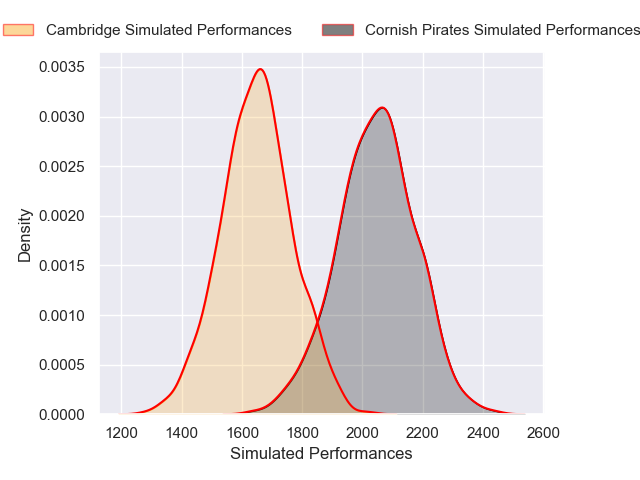 Cambridge Simulated Performances Cornish Pirates Simulated Performances
0.0035
0.0030
0.0025
0.0020
0.0015
0.0010
0.0005
0.0000
Density
1200 1400 1600 1800 2000 2200 2400 2600
Simulated Performances